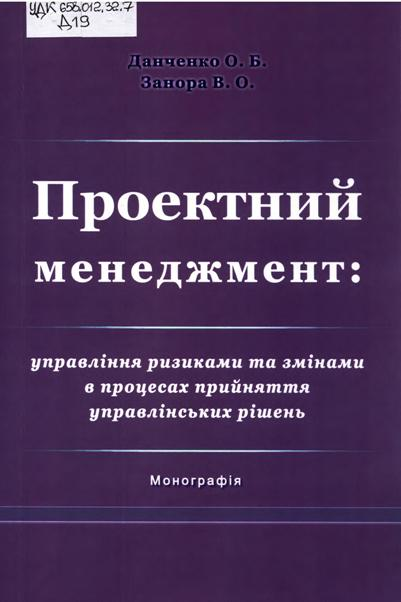 УДК 658.012.32.7
Д19
Данченко О. Б.
Занора В. О.
Проектний
менеджмент:
управління ризиками та змінами
в процесах прийняття
управлінських рішень
Монографія